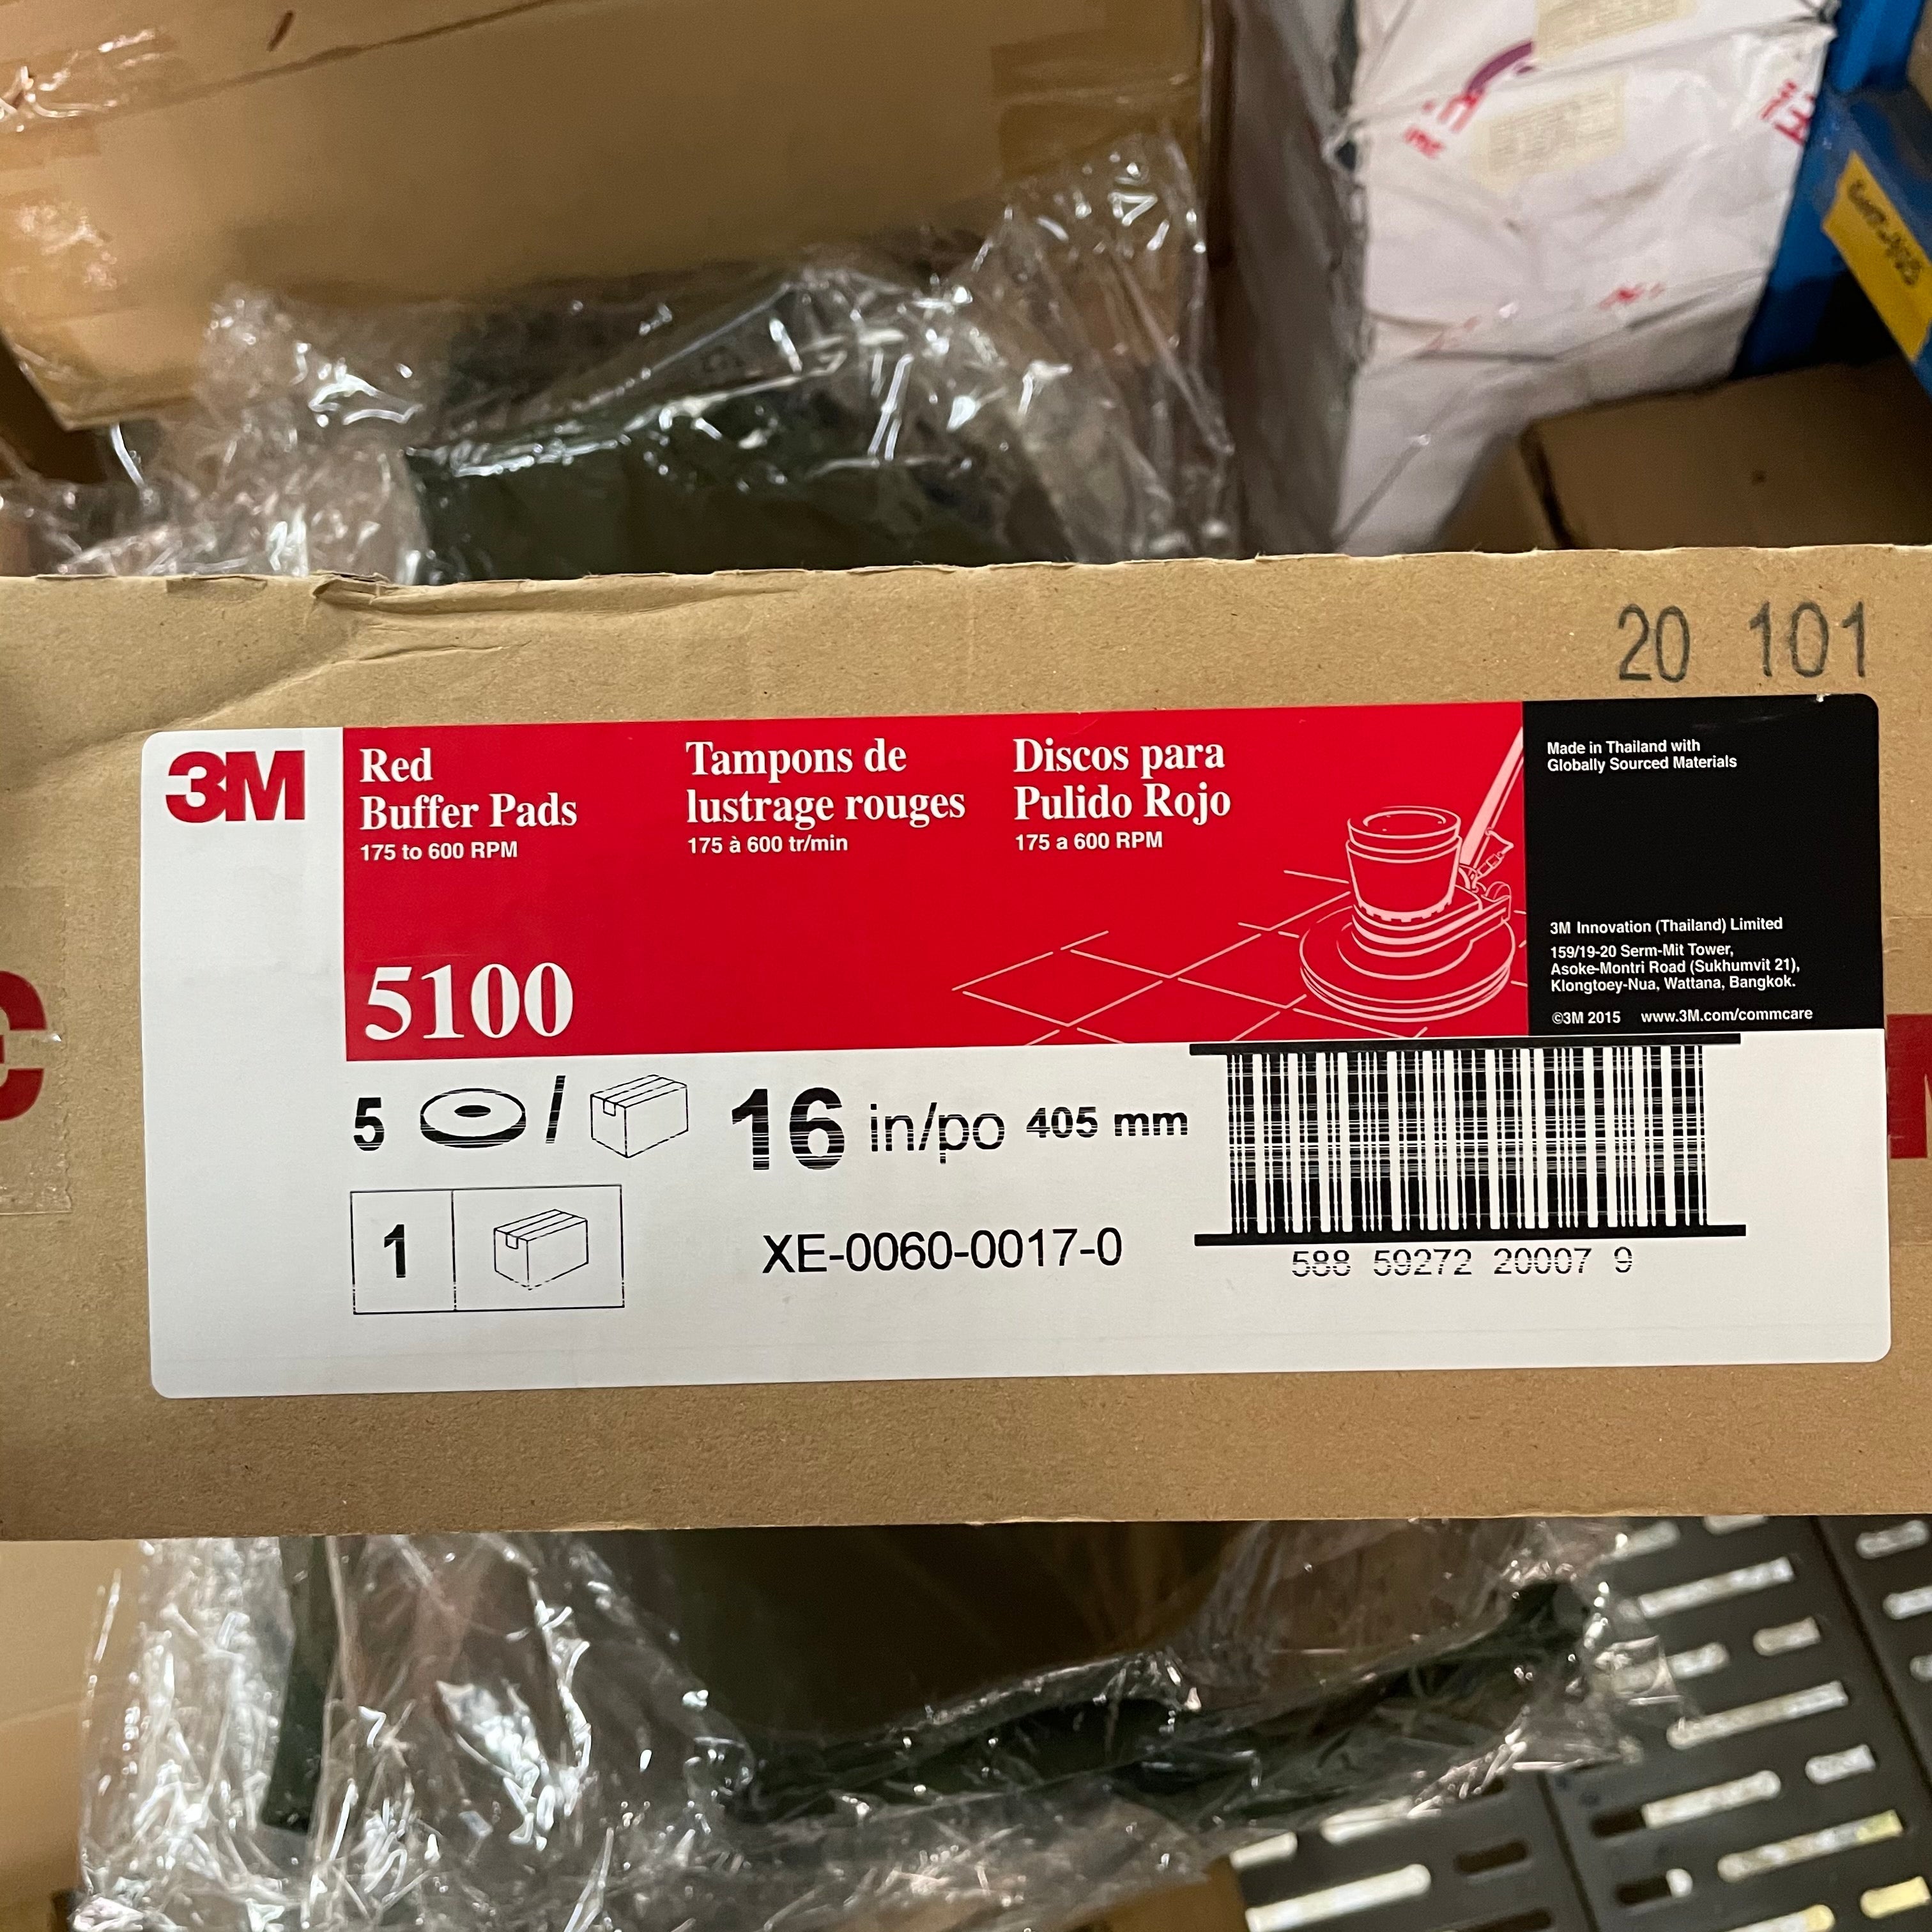 20 101
3M
Red
Buffer Pads
175 to 600 RPM
Tampons de
lustrage rouges
175 à 600 tr/min
Discos para
Pulido Rojo
175 a 600 RPM
5100
Made in Thailand with
Globally Sourced Materials
3M Innovation (Thailand) Limited
159/19-20 Serm-Mit Tower,
Asoke-Montri Road (Sukhumvit 21),
Klongtoey-Nua, Wattana, Bangkok.
©3M 2015 www.3M.com/commcare
5 / 16 in/po 405 mm
1
XE-0060-0017-0
588 59272 20007 9